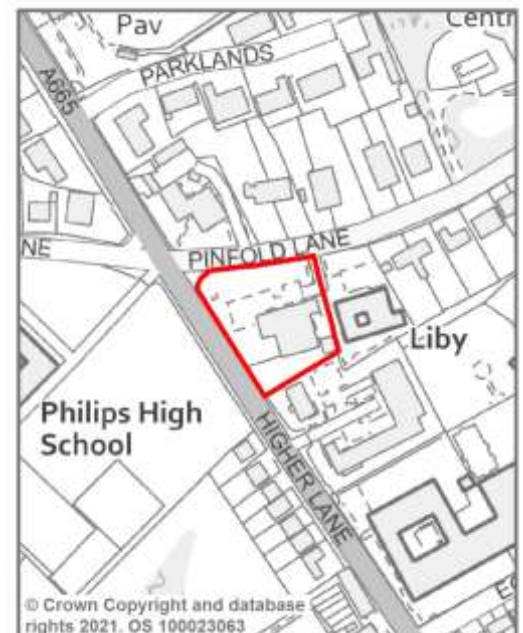 Pav
Centr
PARKLANDS
A665
NE
PINFOLD LANE
Liby
Philips High
School
HIGHER LANE
© Crown Copyright and database
rights 2021. OS 100023063